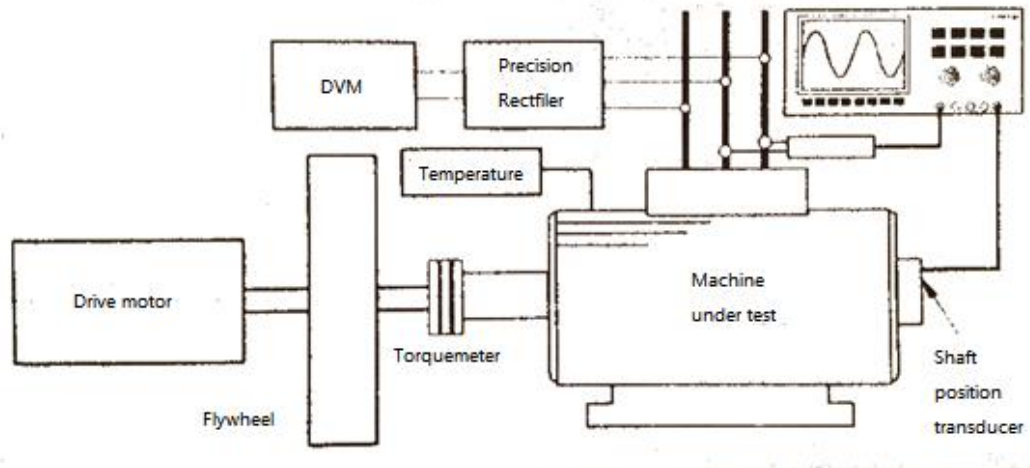 DVM
Precision
Rectfiler
Temperature
Drive motor
Machine
under test
Torquemeter
Flywheel
Shaft
position
transducer